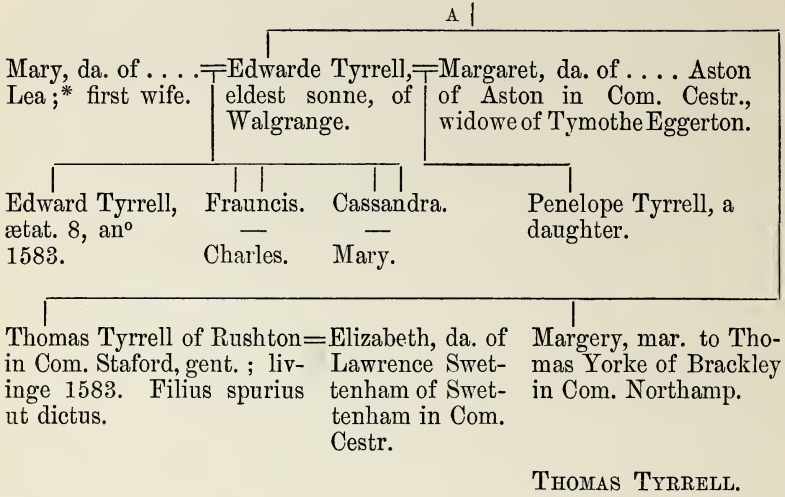 A
Mary, da. of . . . . Edwarde Tyrrell, Margaret, da. of . . . . Aston
Lea ;* first wife. eldest sonne, of of Aston in Com. Cestr.,
Walgrange. widowe of Tymothe Eggerton.
Edward Tyrrell, Frauncis. Cassandra. Penelope Tyrrell, a
ætat. 8, anº — — daughter.
1583. Charles. Mary.
Thomas Tyrrell of Rushton=Elizabeth, da. of Margery, mar. to Tho-
in Com. Staford, gent. ; liv- Lawrence Swet- mas Yorke of Brackley
inge 1583. Filius spurius tenham of Swet- in Com. Northamp.
ut dictus. tenham in Com.
Cestr.
THOMAS TYRRELL.